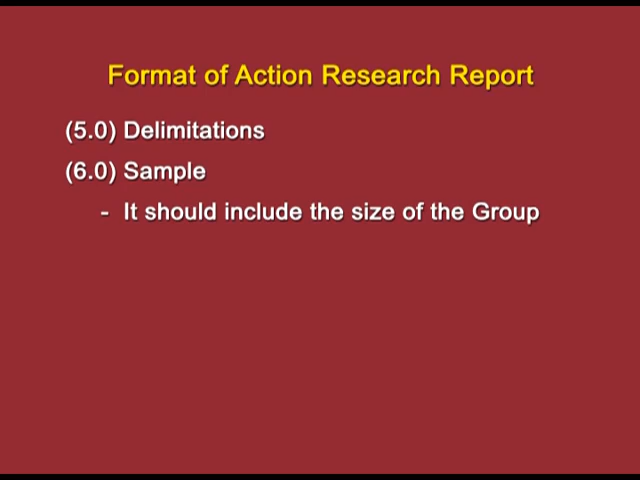 Format of Action Research Report
(5.0) Delimitations
(6.0) Sample
- It should include the size of the Group